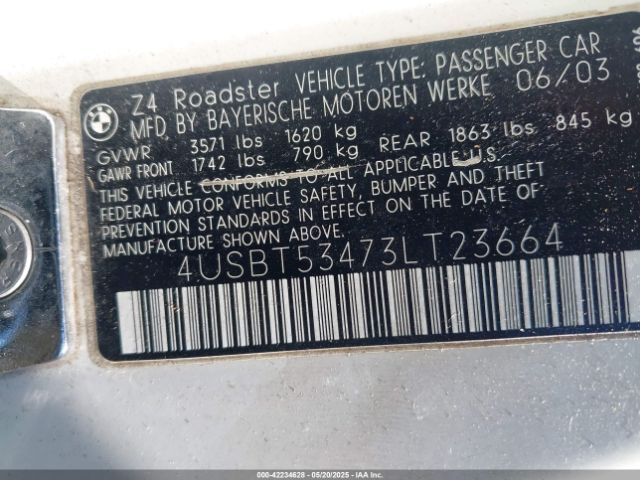 BMW
Z4 Roadster VEHICLE TYPE: PASSENGER CAR
MFD. BY BAYERISCHE MOTOREN WERKE 06/03
GVWR 3571 lbs 1620 kg
GAWR FRONT 1742 lbs 790 kg REAR 1863 lbs 845 kg
THIS VEHICLE CONFORMS TO ALL APPLICABLE U.S.
FEDERAL MOTOR VEHICLE SAFETY, BUMPER AND THEFT
PREVENTION STANDARDS IN EFFECT ON THE DATE OF
MANUFACTURE SHOWN ABOVE.
4USBT53473LT23664
000-42234628 - 05/20/2025 - IAAI - Copart